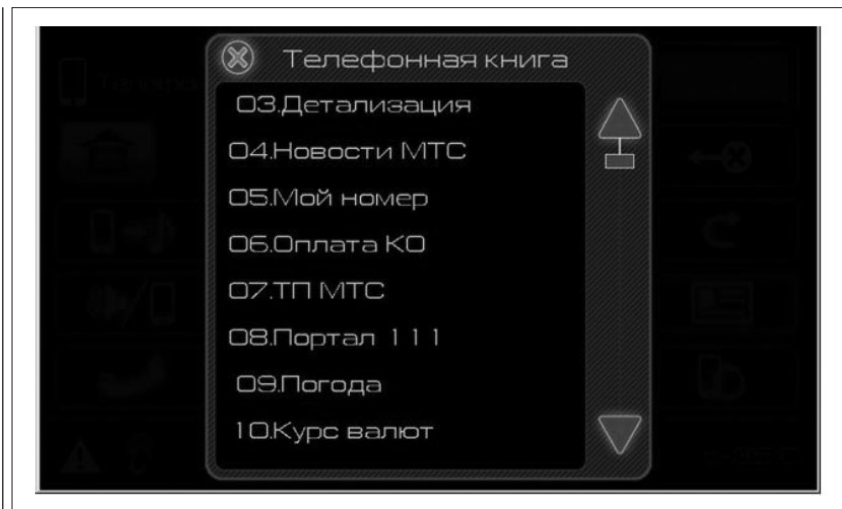 Телефонная книга
03.Детализация
04.Новости МТС
05.Мой номер
06.Оплата КО
07.ТП МТС
08.Портал 111
09.Погода
10.Курс валют